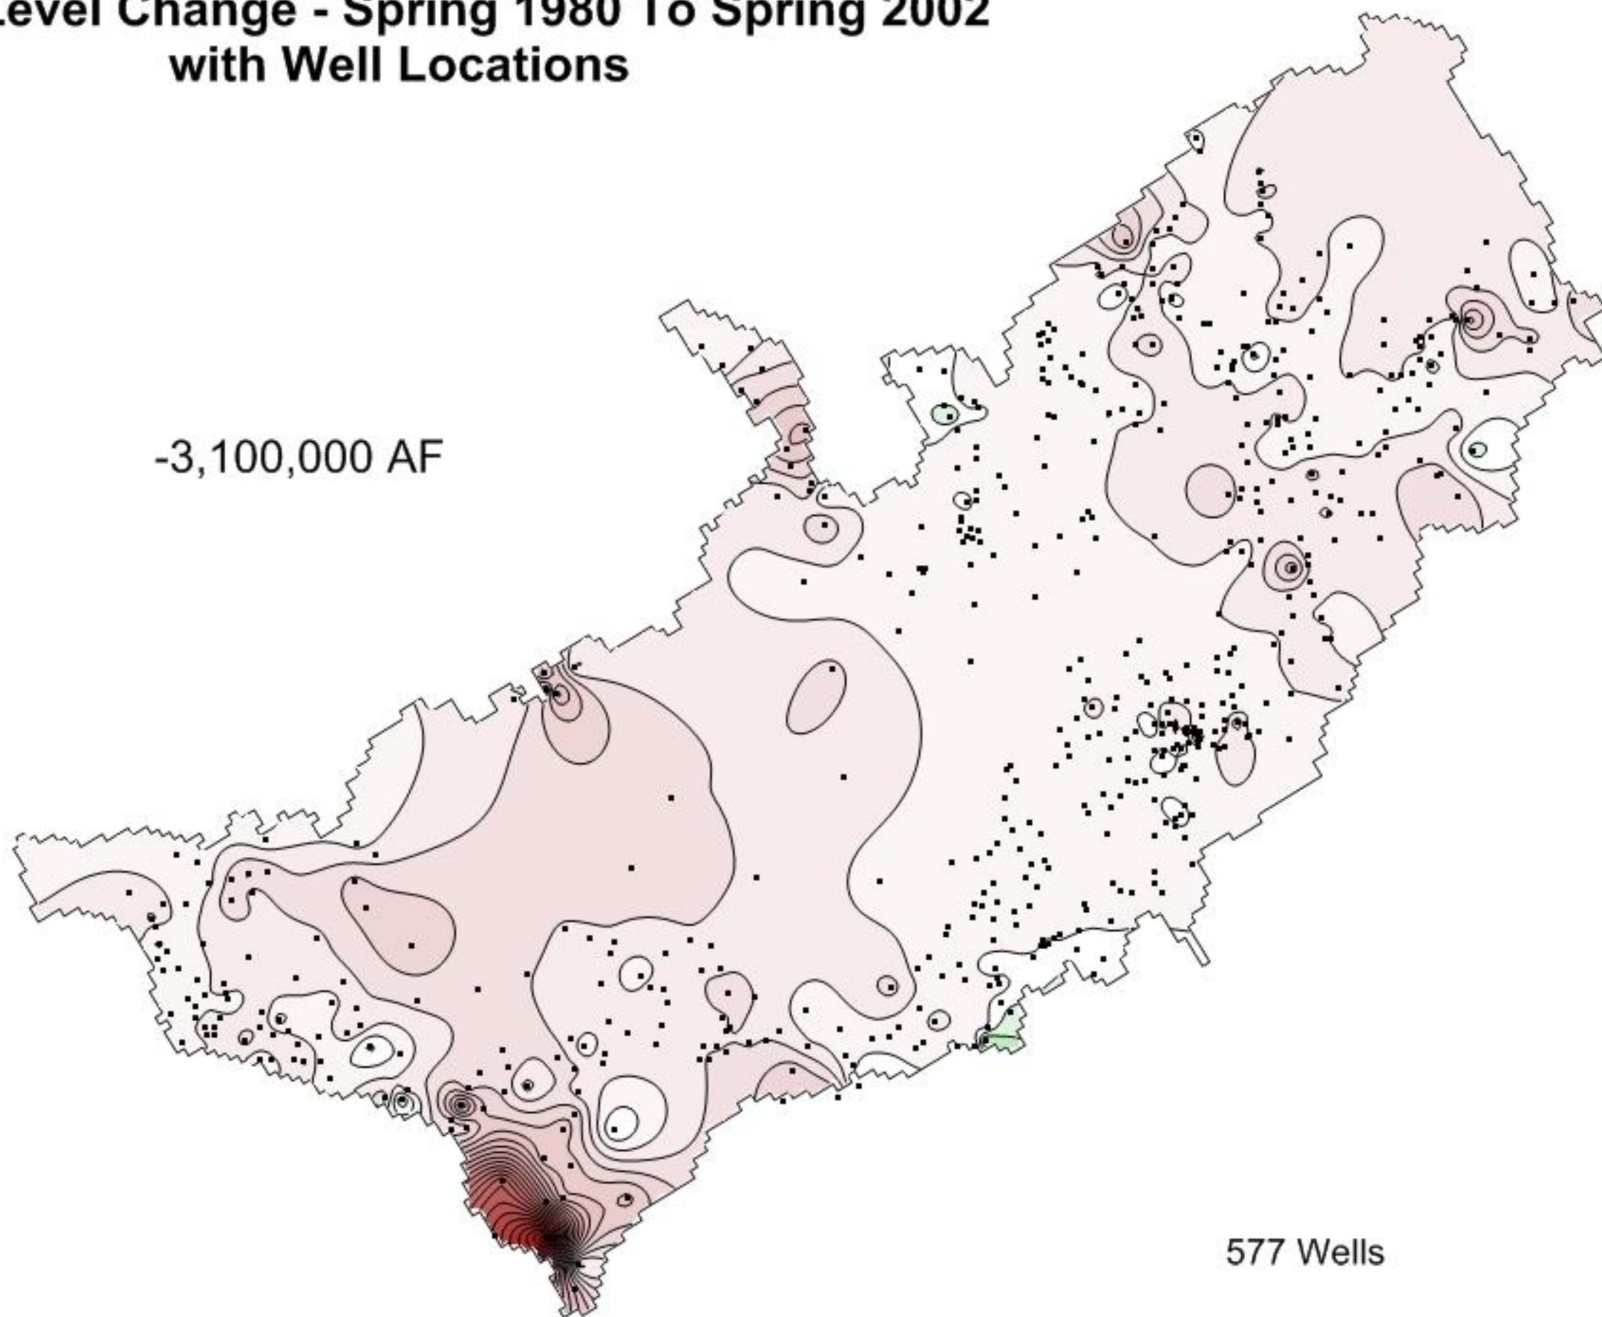 Level Change - Spring 1980 To Spring 2002
with Well Locations
-3,100,000 AF
577 Wells